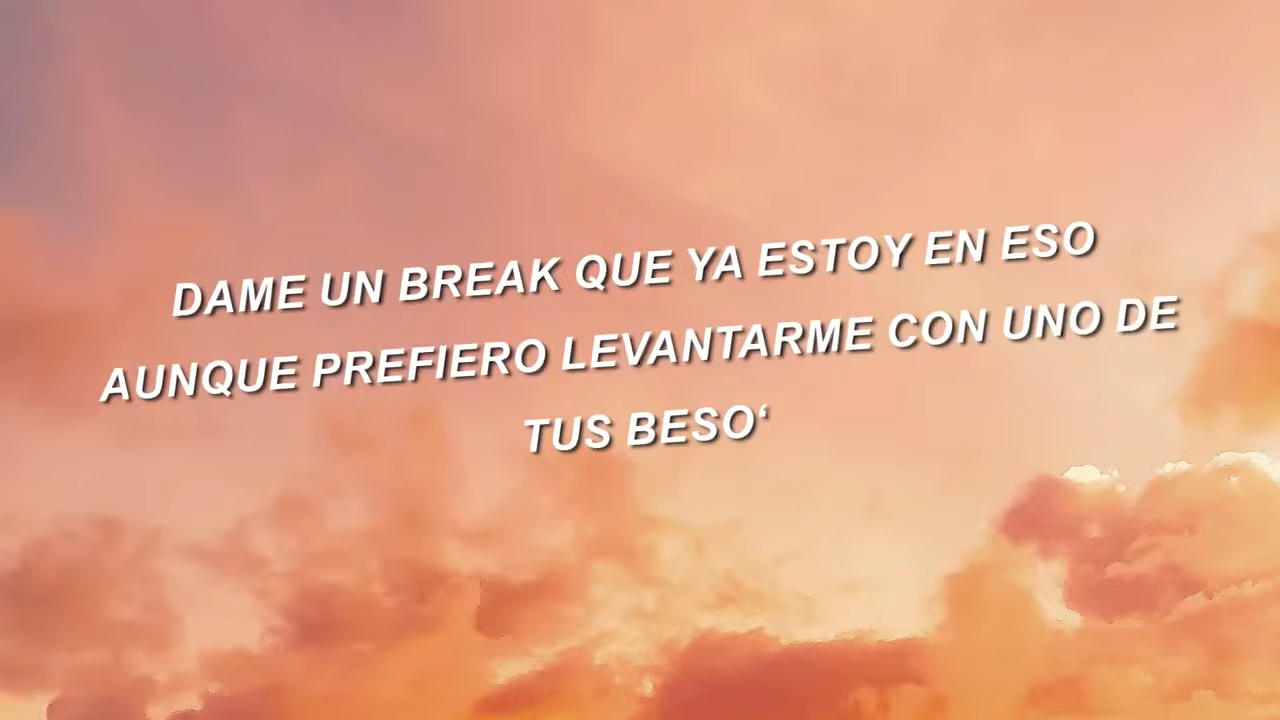 DAME UN BREAK QUE YA ESTOY EN ESO
AUNQUE PREFIERO LEVANTARME CON UNO DE
TUS BESO‘